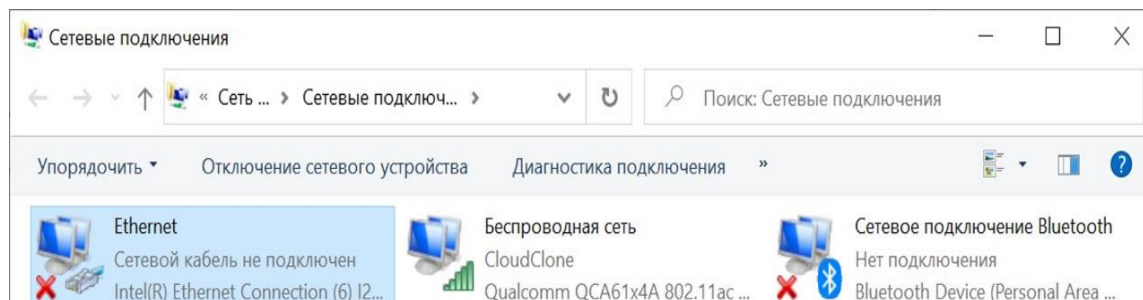 Сетевые подключения
« Сеть ... › Сетевые подключ... ›
Поиск: Сетевые подключения
Упорядочить
Отключение сетевого устройства
Диагностика подключения
»
Ethernet
Сетевой кабель не подключен
Intel(R) Ethernet Connection (6) I2...
Беспроводная сеть
CloudClone
Qualcomm QCA61x4A 802.11ac ...
Сетевое подключение Bluetooth
Нет подключения
Bluetooth Device (Personal Area ...